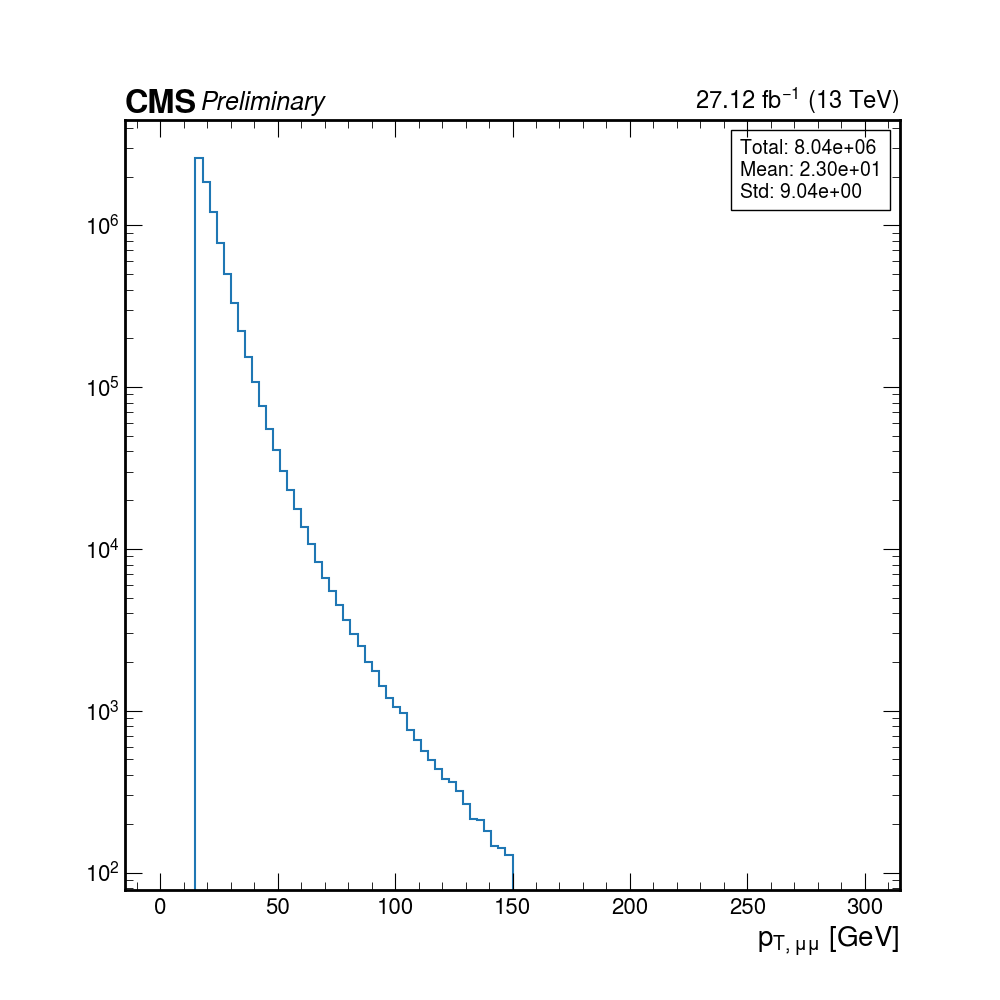 CMS Preliminary
27.12 fb⁻¹ (13 TeV)
Total: 8.04e+06
Mean: 2.30e+01
Std: 9.04e+00
10⁶
10⁵
10⁴
10³
10²
0 50 100 150 200 250 300
pT, μμ [GeV]